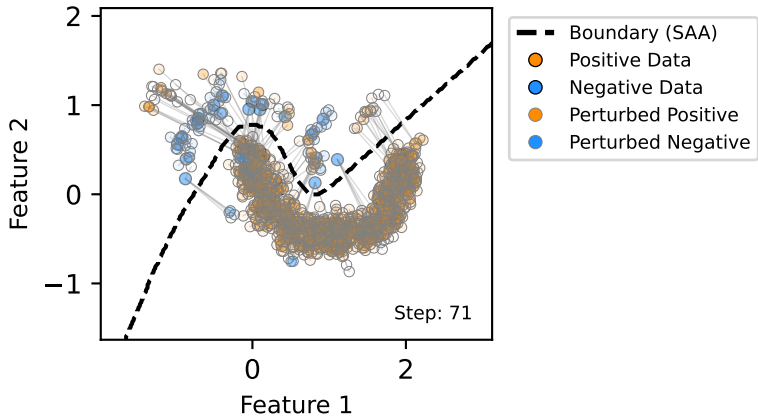 2
1
0
−1
Feature 2
0
2
Feature 1
Step: 71
Boundary (SAA)
Positive Data
Negative Data
Perturbed Positive
Perturbed Negative